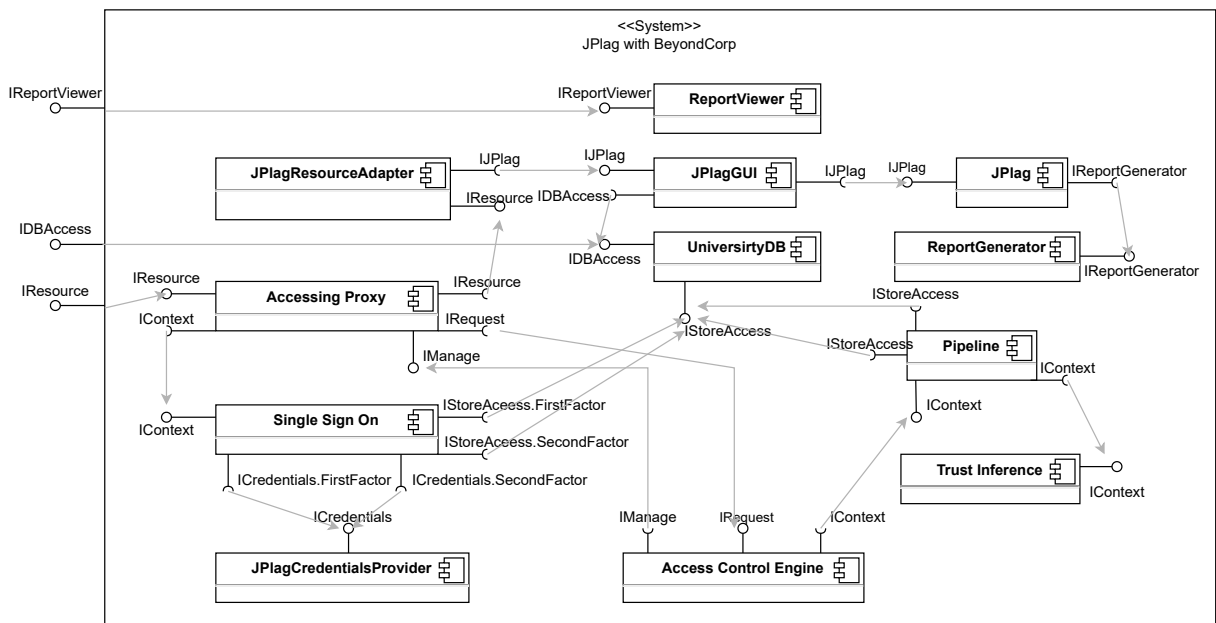 <<System>>
JPlag with BeyondCorp
IReportViewer
IReportViewer
ReportViewer
JPlagResourceAdapter
IJPlag
IJPlag
JPlagGUI
IJPlag
IJPlag
JPlag
IReportGenerator
IResource
IDBAccess
IDBAccess
UniversirtyDB
ReportGenerator
IDBAccess
IReportGenerator
IResource
IResource
Accessing Proxy
IResource
IStoreAccess
IContext
IRequest
IStoreAccess
IStoreAccess
Pipeline
IManage
IContext
IContext
IContext
Single Sign On
IStoreAceess.FirstFactor
IStoreAceess.SecondFactor
Trust Inference
ICredentials.FirstFactor
ICredentials.SecondFactor
IContext
ICredentials
IManage
IRequest
IContext
JPlagCredentialsProvider
Access Control Engine